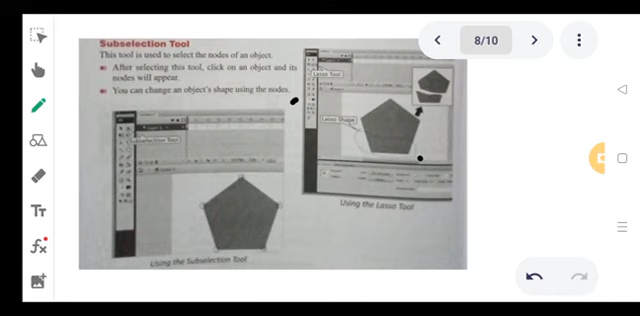 8/10
Subselection Tool
This tool is used to select the nodes of an object.
After selecting this tool, click on an object and its
nodes will appear.
You can change an object's shape using the nodes.
Subselection Tool
Using the Subselection Tool
Lasso Tool
Lasso Shape
Using the Lasso Tool
Tт
fx